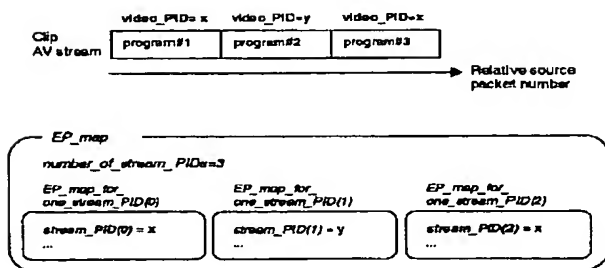 video_PID= x video_PID=y video_PID=x
Clip
AV stream
program#1 program#2 program#3
Relative source
packet number
EP_map
number_of_stream_PIDs=3
EP_map_for_
one_stream_PID(0)
EP_map_for_
one_stream_PID(1)
EP_map_for_
one_stream_PID(2)
stream_PID(0) = x
...
stream_PID(1) = y
...
stream_PID(2) = x
...